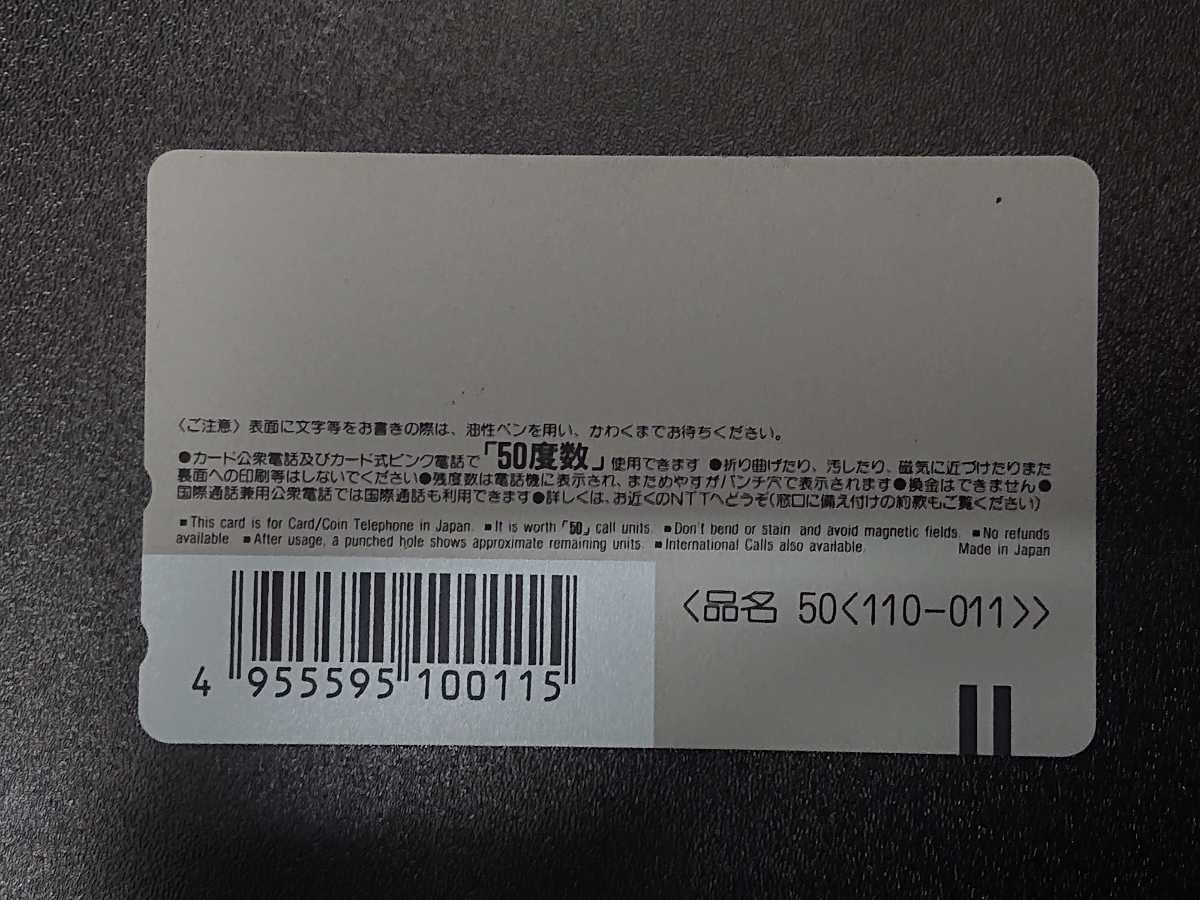 〈ご注意〉表面に文字等をお書きの際は、油性ペンを用い、かわくまでお待ちください。
●カード公衆電話及びカード式ピンク電話で「50度数」使用できます ●折り曲げたり、汚したり、磁気に近づけたりまた
裏面への印刷等はしないでください●残度数は電話機に表示され、まためやすがパンチ穴で表示されます●換金はできません●
国際通話兼用公衆電話では国際通話も利用できます●詳しくは、お近くのNTTへどうぞ(窓口に備え付けの約款もご覧ください)
■This card is for Card/Coin Telephone in Japan. ■It is worth「50」call units. ■Don't bend or stain and avoid magnetic fields. ■No refunds
available ■After usage, a punched hole shows approximate remaining units. ■International Calls also available. Made in Japan
〈品名 50〈110-011〉〉
4 955595 100115